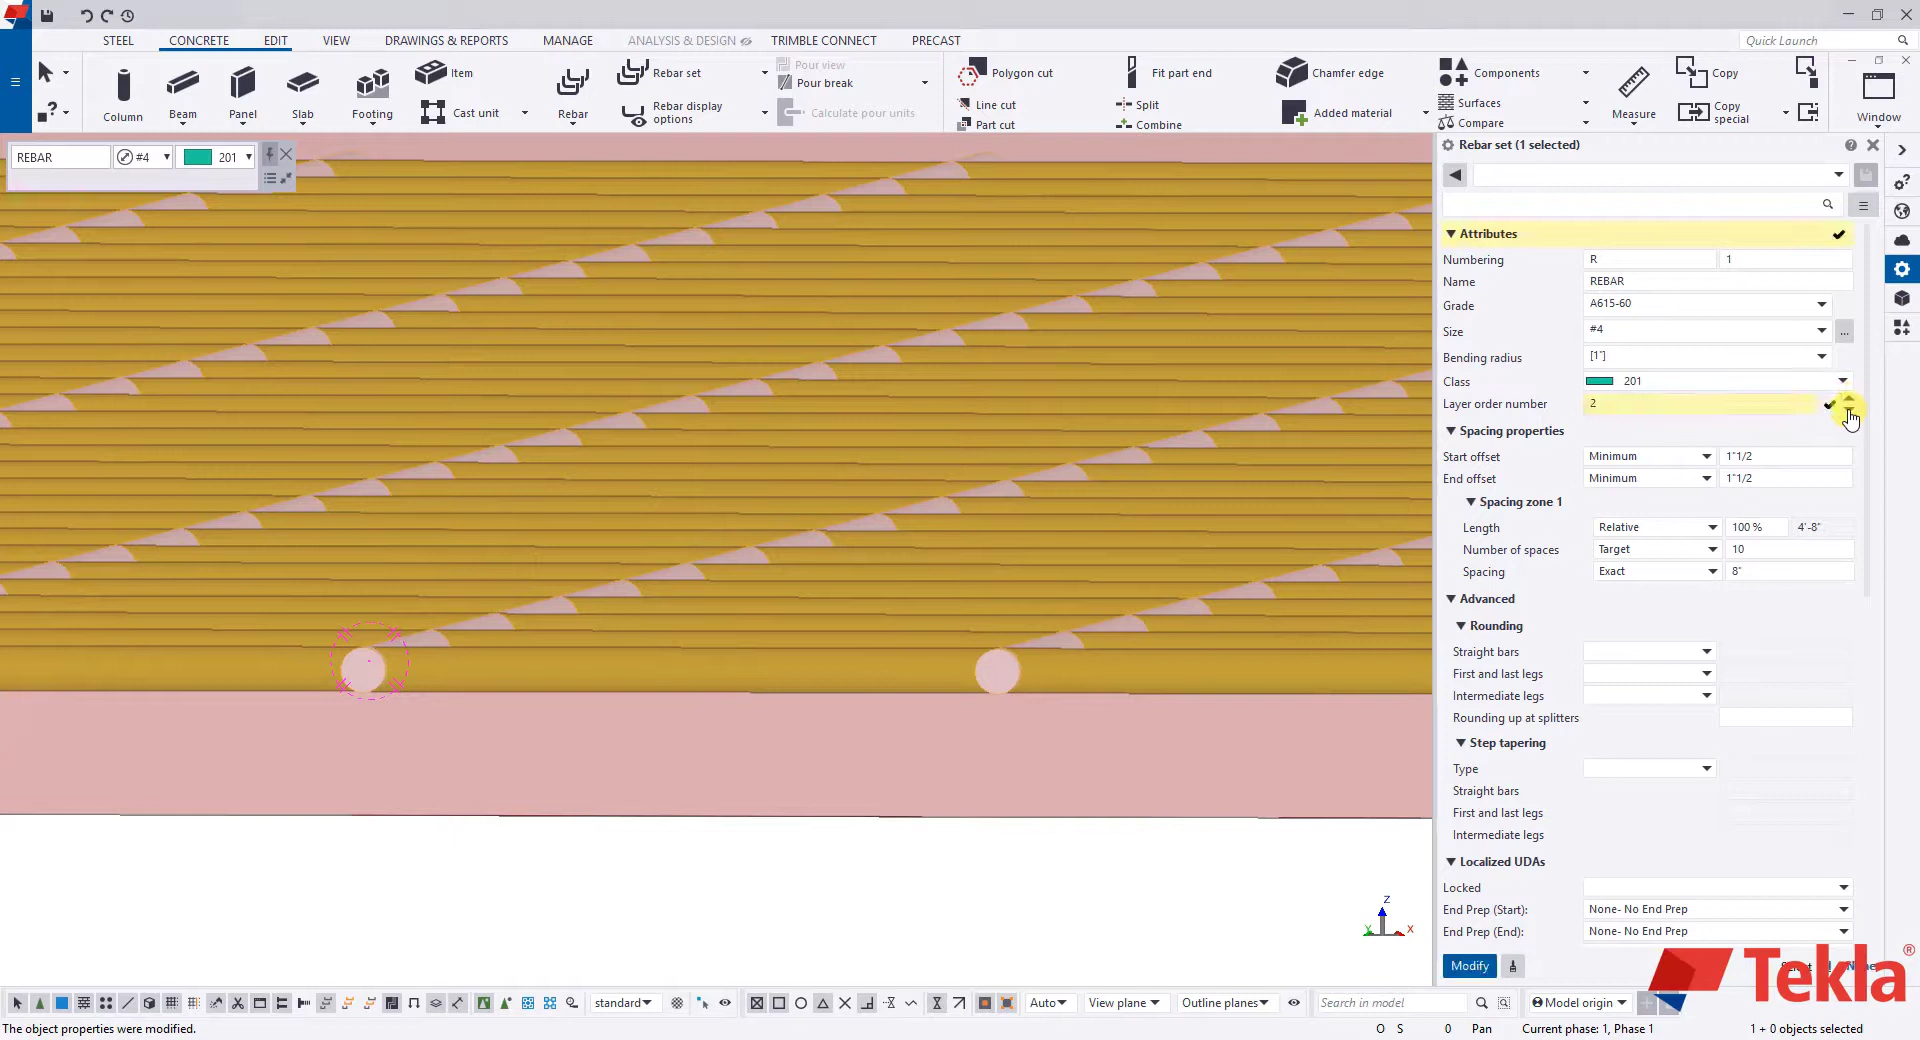 STEEL CONCRETE EDIT VIEW DRAWINGS & REPORTS MANAGE ANALYSIS & DESIGN TRIMBLE CONNECT PRECAST Quick Launch
Column Beam Panel Slab Footing Item Cast unit Rebar Rebar set Rebar display options Pour view Pour break Calculate pour units Polygon cut Line cut Part cut Fit part end Split Combine Chamfer edge Added material Components Surfaces Compare Measure Copy Copy special Window
REBAR #4 201
Rebar set (1 selected)
Attributes
Numbering R 1
Name REBAR
Grade A615-60
Size #4 ...
Bending radius [1"]
Class 201
Layer order number 2
Spacing properties
Start offset Minimum 1"1/2
End offset Minimum 1"1/2
Spacing zone 1
Length Relative 100 % 4'-8"
Number of spaces Target 10
Spacing Exact 8"
Advanced
Rounding
Straight bars
First and last legs
Intermediate legs
Rounding up at splitters
Step tapering
Type
Straight bars
First and last legs
Intermediate legs
Localized UDAs
Locked
End Prep (Start): None- No End Prep
End Prep (End): None- No End Prep
Modify
Z
Y X
Tekla®
standard Auto View plane Outline planes Search in model Model origin
The object properties were modified. O S 0 Pan Current phase: 1, Phase 1 1 + 0 objects selected